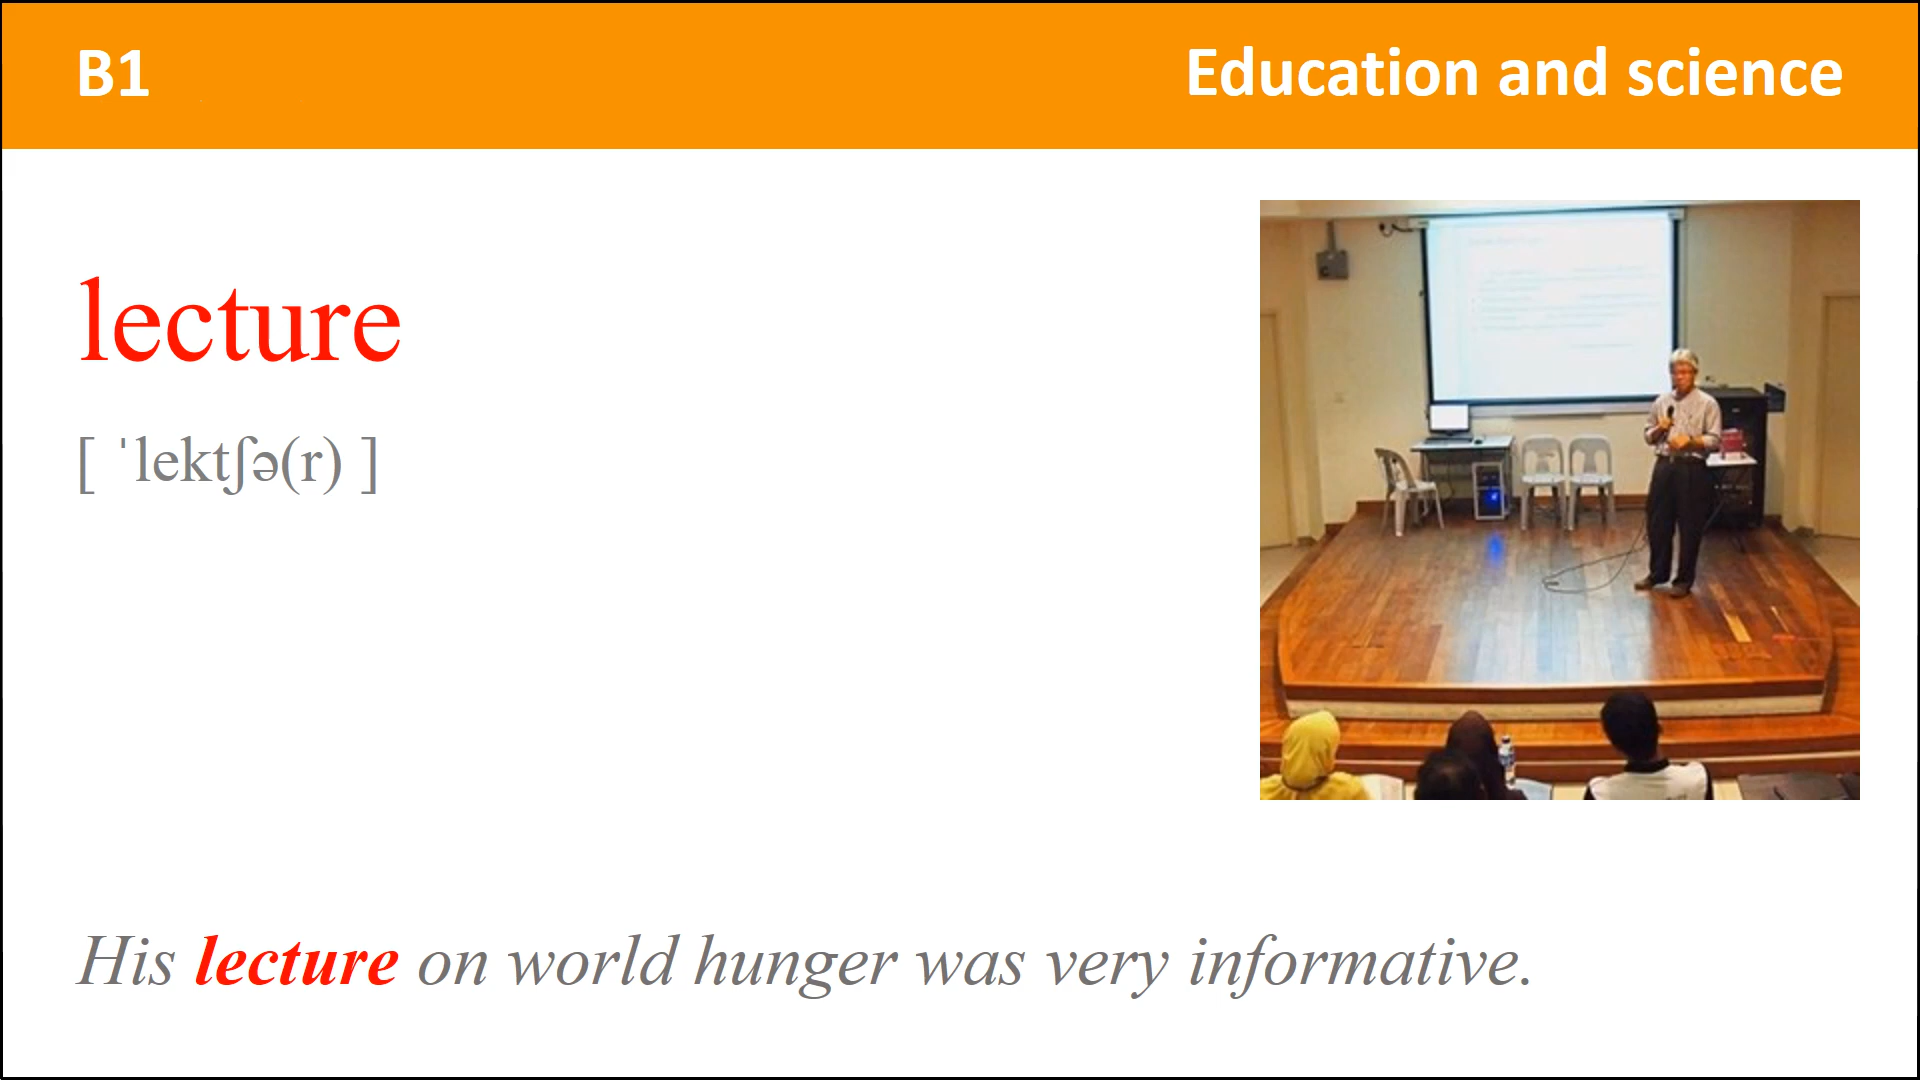 B1
Education and science
lecture
[ ˈlektʃə(r) ]
His lecture on world hunger was very informative.